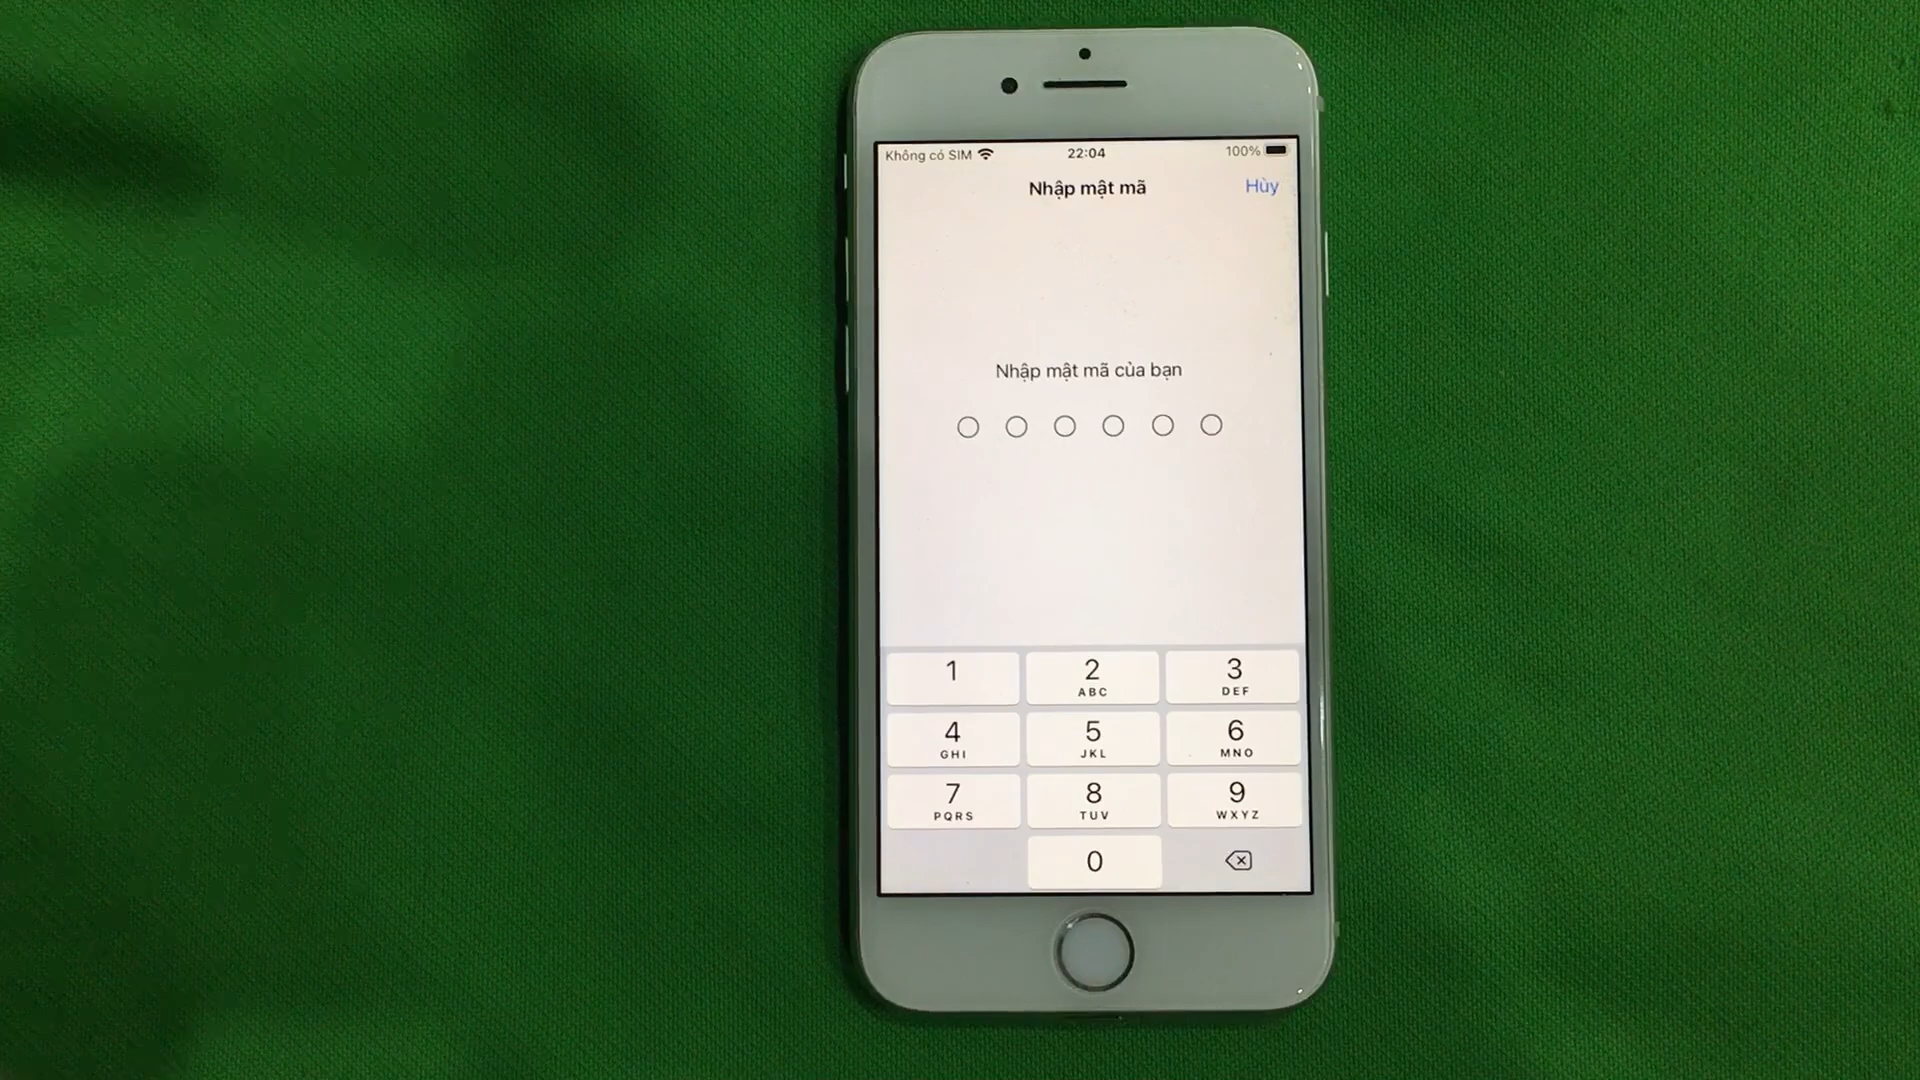 Không có SIM 22:04 100%
Nhập mật mã Hủy
Nhập mật mã của bạn
1 2 3
ABC DEF
4 5 6
GHI JKL MNO
7 8 9
PQRS TUV WXYZ
0